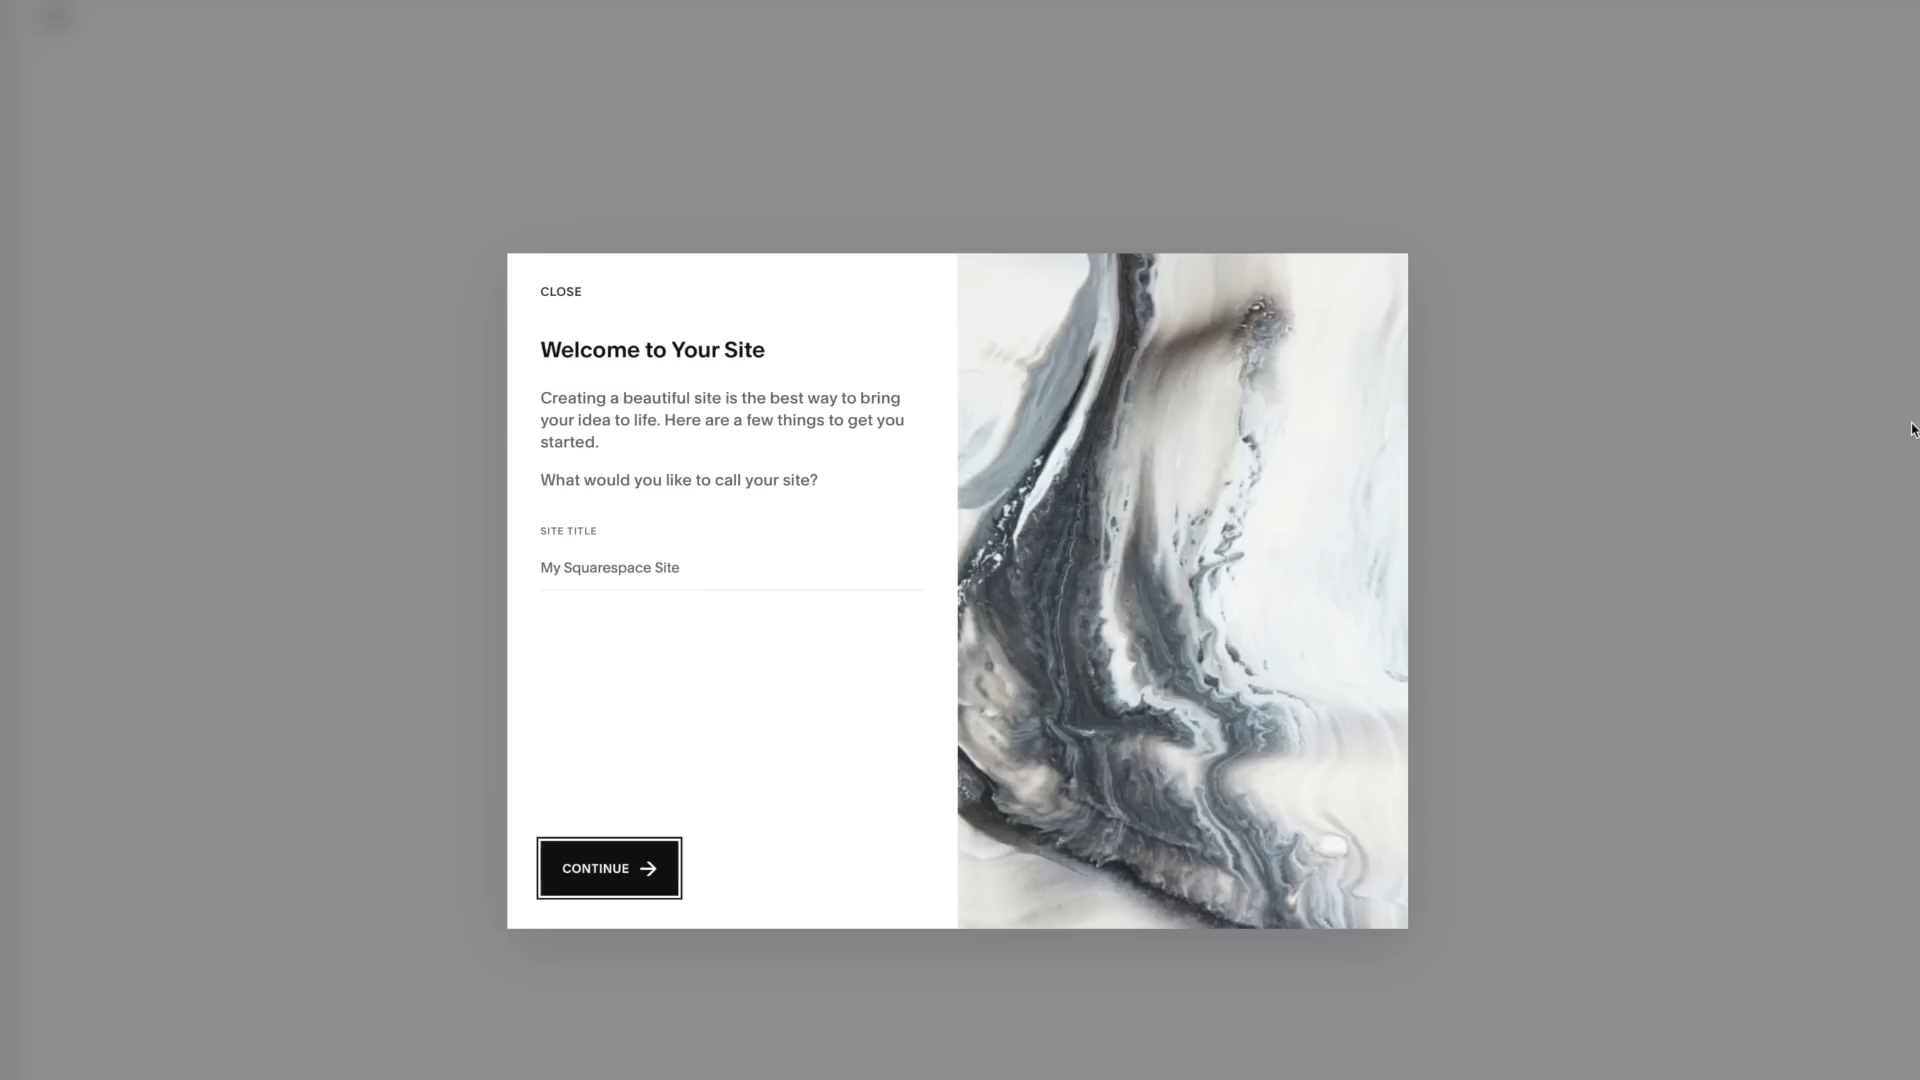 CLOSE
Welcome to Your Site
Creating a beautiful site is the best way to bring
your idea to life. Here are a few things to get you
started.
What would you like to call your site?
SITE TITLE
My Squarespace Site
CONTINUE